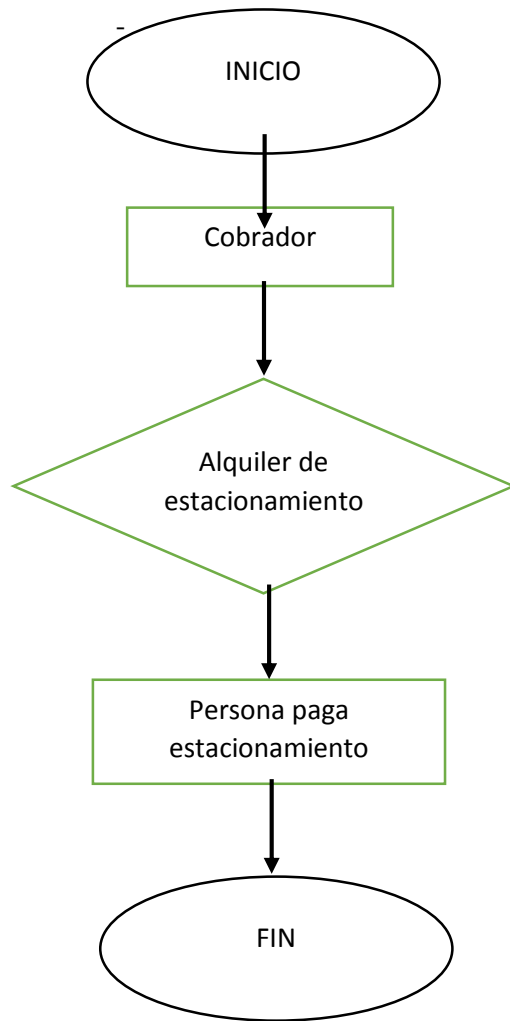 -
INICIO
Cobrador
Alquiler de
estacionamiento
Persona paga
estacionamiento
FIN